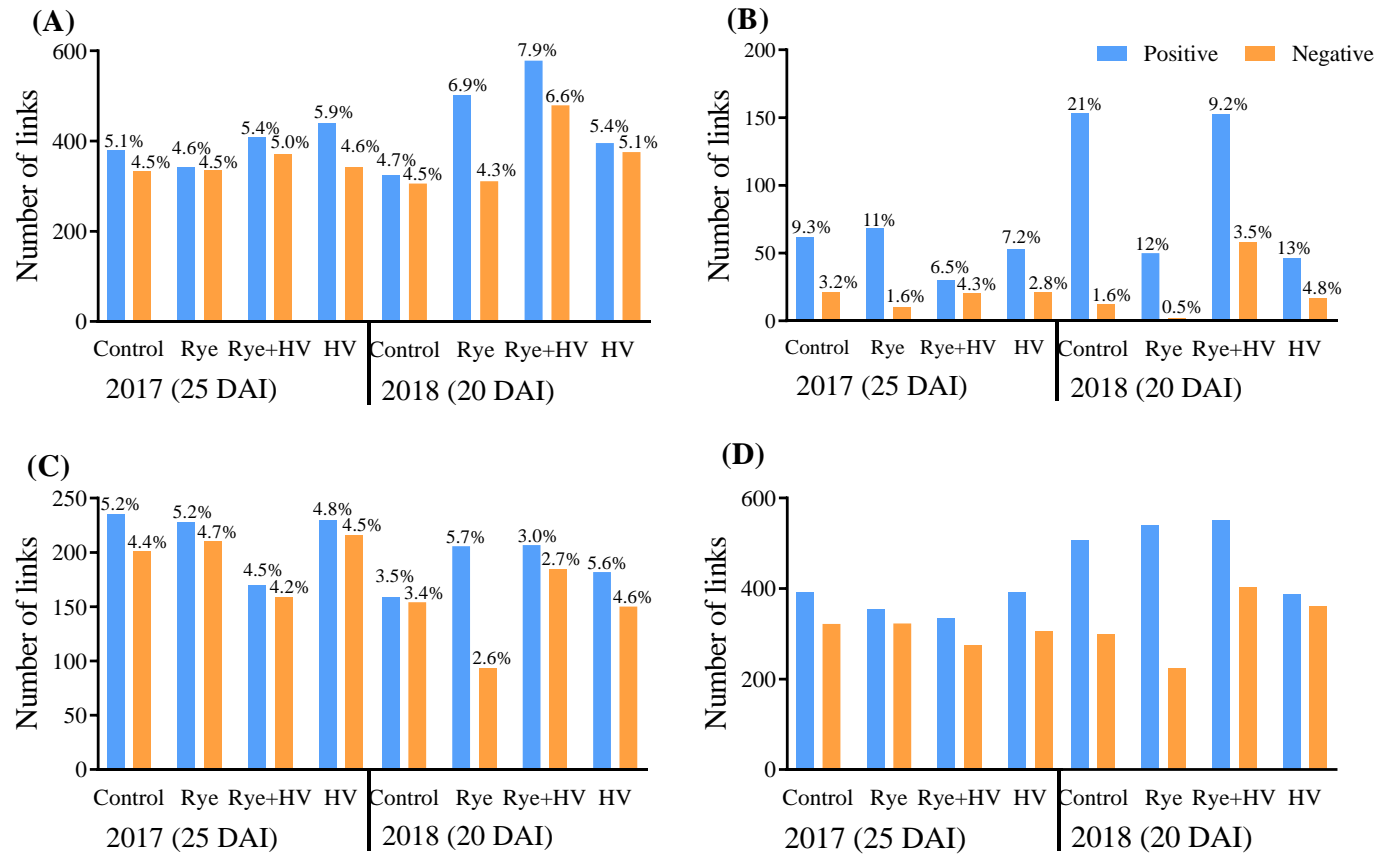 (A)
Number of links
600
400
200
0
5.1% 4.5% 4.6% 4.5% 5.4% 5.0% 5.9% 4.6% 4.7% 4.5% 6.9% 4.3% 7.9% 6.6% 5.4% 5.1%
Control Rye Rye+HV HV Control Rye Rye+HV HV
2017 (25 DAI) 2018 (20 DAI)
(B)
Positive Negative
Number of links
200
150
100
50
0
9.3% 3.2% 11% 1.6% 6.5% 4.3% 7.2% 2.8% 21% 1.6% 12% 0.5% 9.2% 3.5% 13% 4.8%
Control Rye Rye+HV HV Control Rye Rye+HV HV
2017 (25 DAI) 2018 (20 DAI)
(C)
Number of links
250
200
150
100
50
0
5.2% 4.4% 5.2% 4.7% 4.5% 4.2% 4.8% 4.5% 3.5% 3.4% 5.7% 2.6% 3.0% 2.7% 5.6% 4.6%
Control Rye Rye+HV HV Control Rye Rye+HV HV
2017 (25 DAI) 2018 (20 DAI)
(D)
Number of links
600
400
200
0
Control Rye Rye+HV HV Control Rye Rye+HV HV
2017 (25 DAI) 2018 (20 DAI)